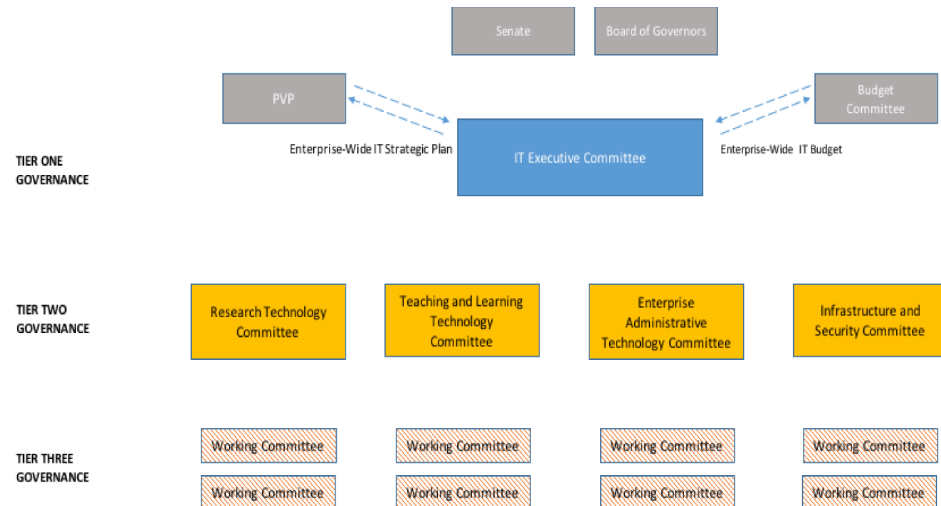 Senate
Board of Governors
PVP
Budget
Committee
Enterprise-Wide IT Strategic Plan
IT Executive Committee
Enterprise-Wide IT Budget
TIER ONE
GOVERNANCE
TIER TWO
GOVERNANCE
Research Technology
Committee
Teaching and Learning
Technology
Committee
Enterprise
Administrative
Technology Committee
Infrastructure and
Security Committee
TIER THREE
GOVERNANCE
Working Committee
Working Committee
Working Committee
Working Committee
Working Committee
Working Committee
Working Committee
Working Committee